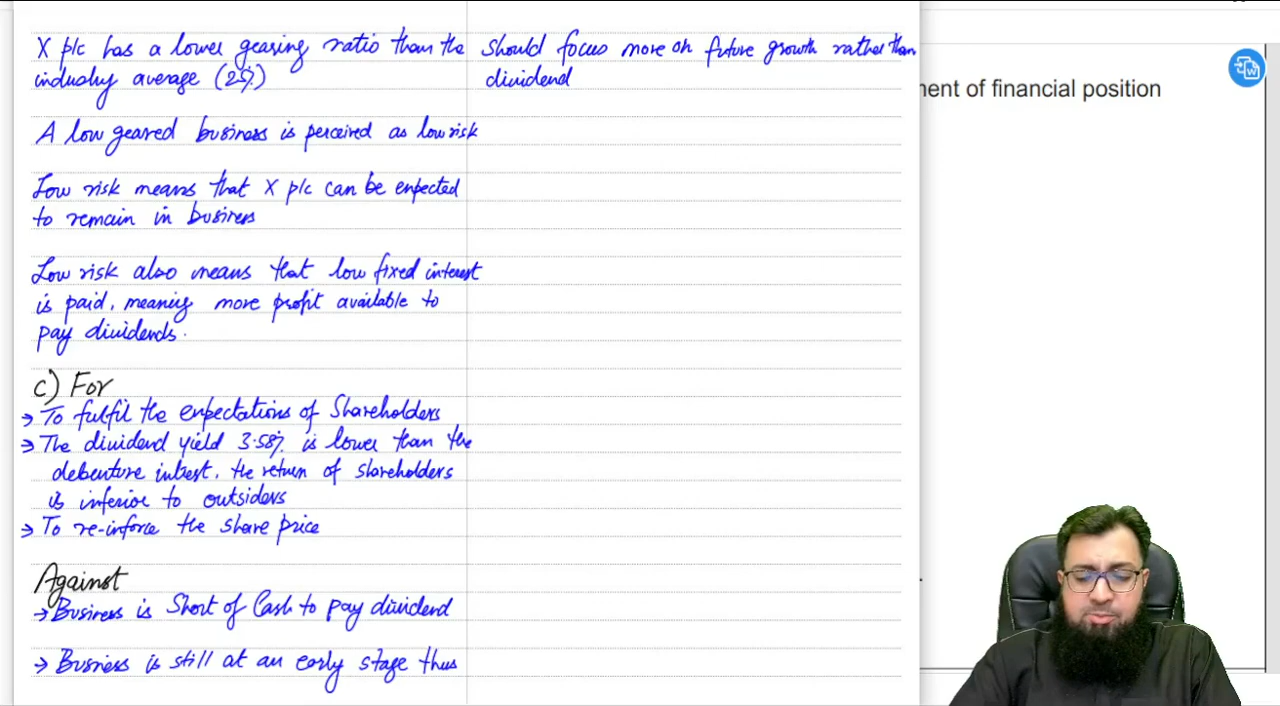 X plc has a lower gearing ratio than the
industry average (25%)
A low geared business is perceived as low risk
Low risk means that X plc can be expected
to remain in business
Low risk also means that low fixed interest
is paid, meaning more profit available to
pay dividends.
c) For
→ To fulfil the expectations of Shareholders
→ The dividend yield 3.58% is lower than the
debenture interest, the return of shareholders
is inferior to outsiders
→ To re-inforce the share price
Against
→ Business is Short of Cash to pay dividend
→ Business is still at an early stage thus
should focus more on future growth rather than
dividend
ent of financial position